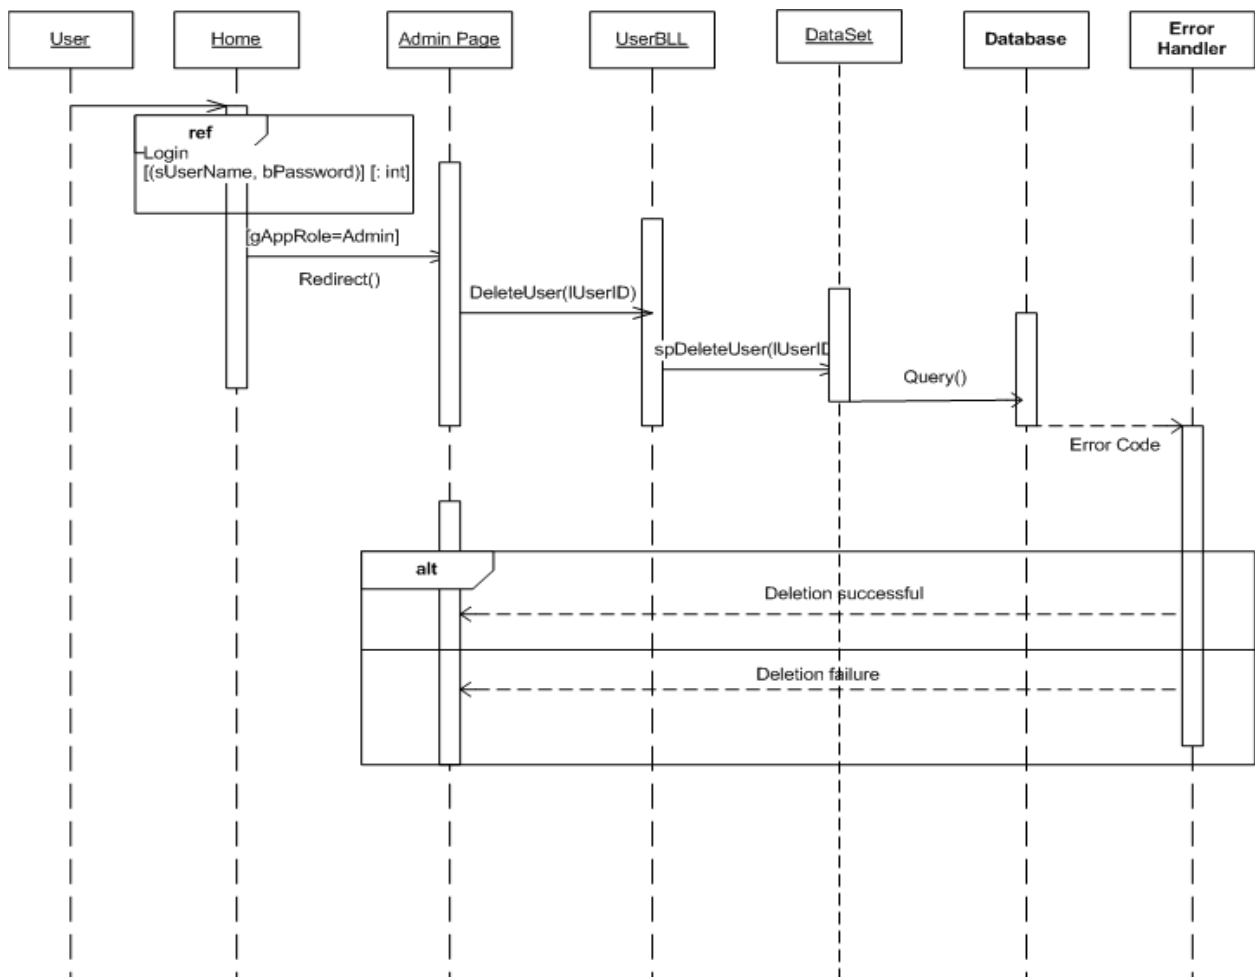 User
Home
Admin Page
UserBLL
DataSet
Database
Error
Handler
ref
Login
[(sUserName, bPassword)] [: int]
[gAppRole=Admin]
Redirect()
DeleteUser(lUserID)
spDeleteUser(lUserID
Query()
Error Code
alt
Deletion successful
Deletion failure